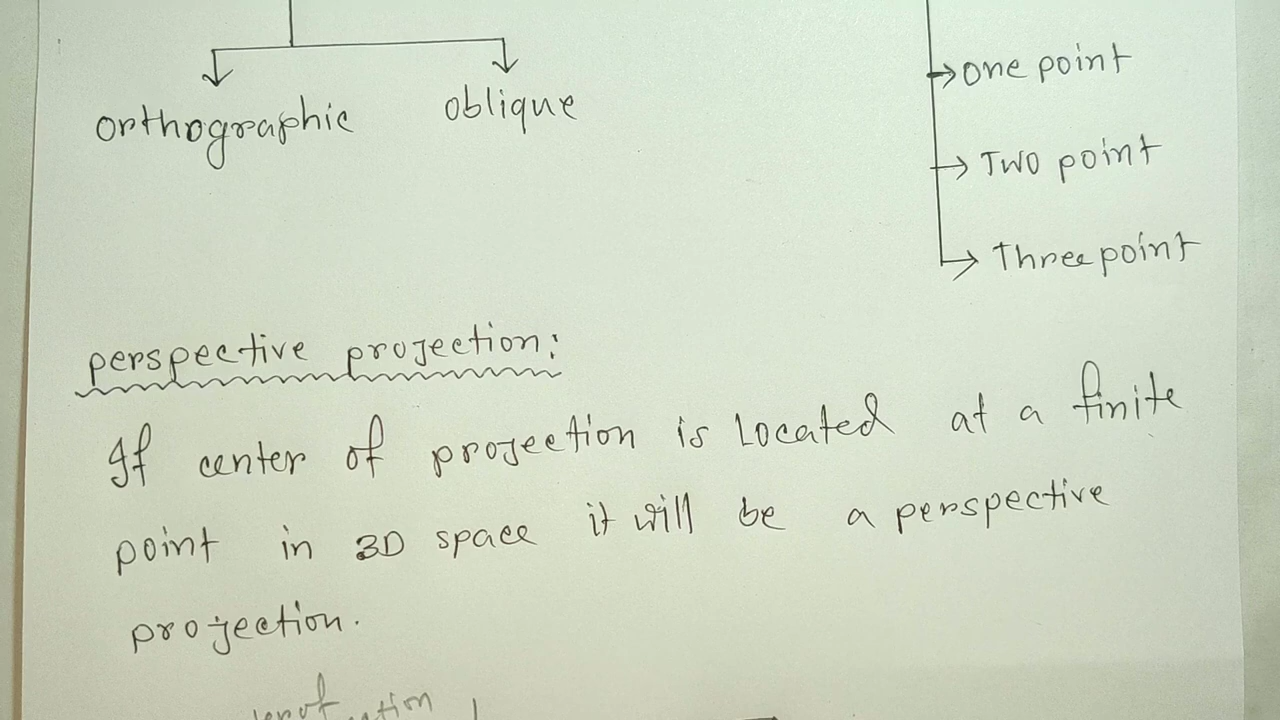 orthographic
oblique
one point
Two point
Three point
perspective projection:
If center of projection is Located at a finite
point in 3D space it will be a perspective
projection.